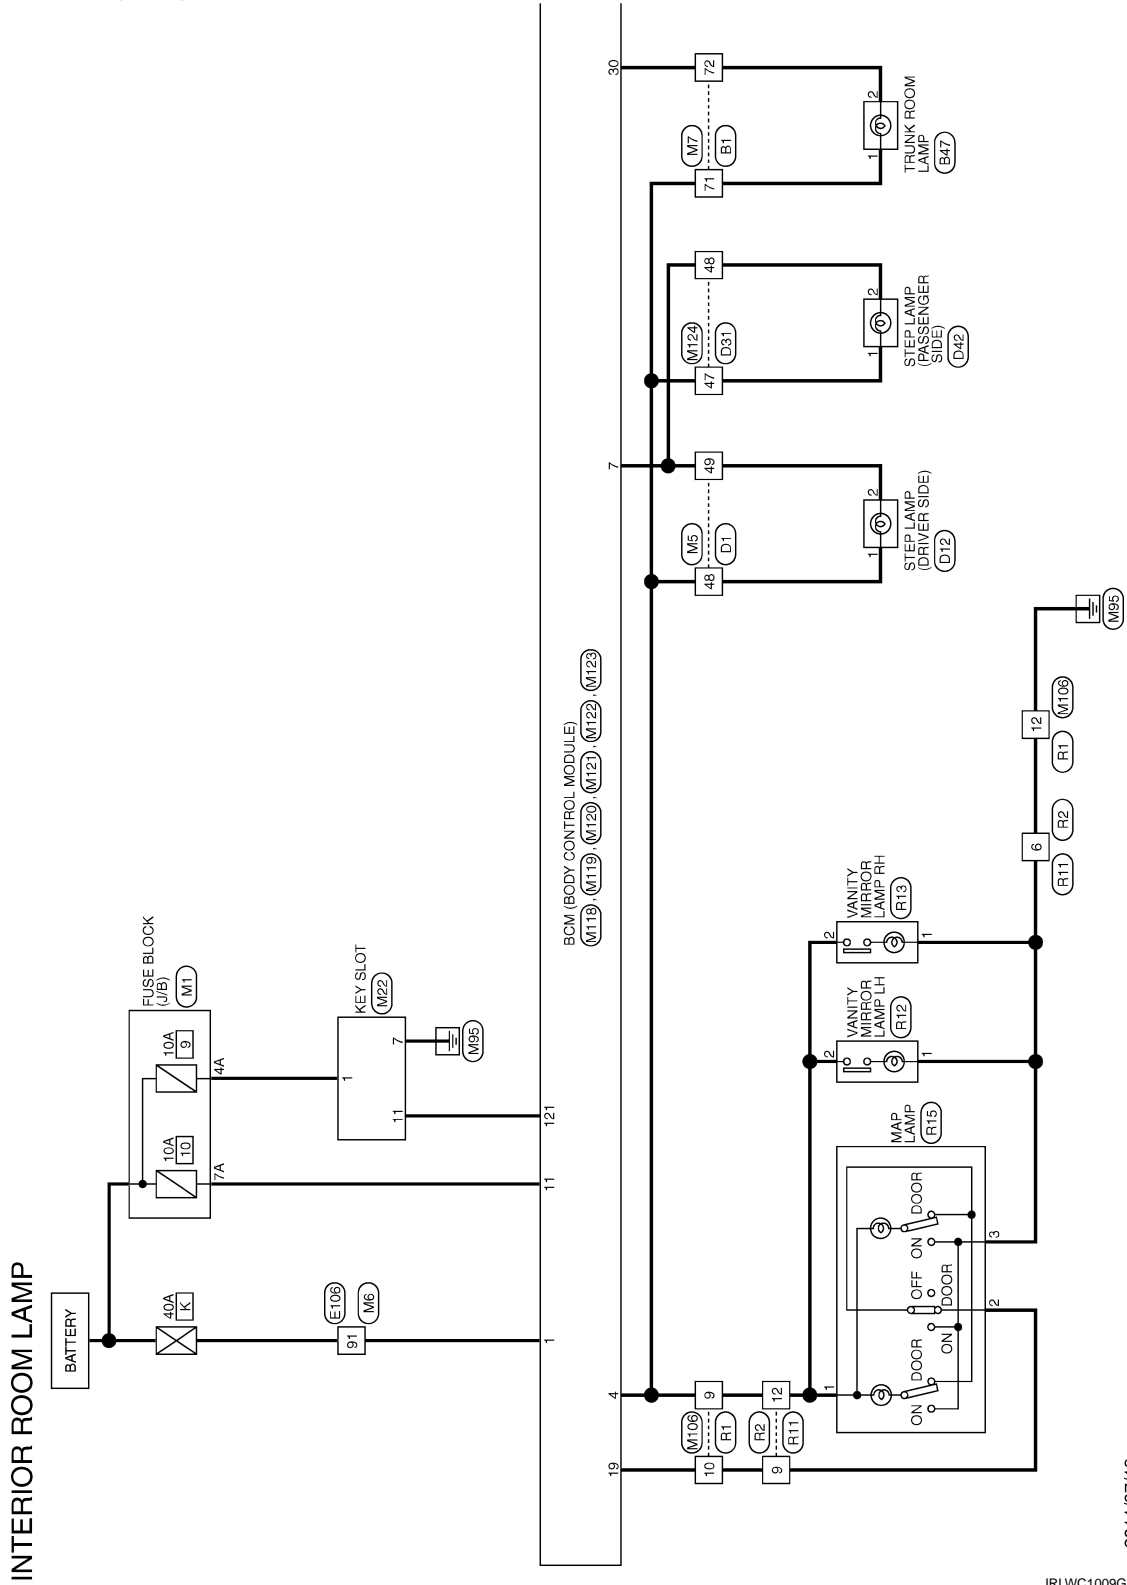 INTERIOR ROOM LAMP
BATTERY
40A
K
E106
M6
91
1
FUSE BLOCK
(J/B)
M1
10A
10
10A
9
7A
4A
KEY SLOT
M22
1
11
7
M95
11
121
BCM (BODY CONTROL MODULE)
M118, M119, M120, M121, M122, M123
19
4
7
30
M106
R1
10
9
R2
R11
9
12
MAP
LAMP
R15
1
ON
DOOR
ON
DOOR
OFF
ON
DOOR
2
3
VANITY
MIRROR
LAMP LH
R12
2
1
VANITY
MIRROR
LAMP RH
R13
2
1
6
R11
R2
12
R1
M106
M95
M5
D1
48
49
1
2
STEP LAMP
(DRIVER SIDE)
D12
M124
D31
47
48
1
2
STEP LAMP
(PASSENGER
SIDE)
D42
M7
B1
71
72
1
2
TRUNK ROOM
LAMP
B47